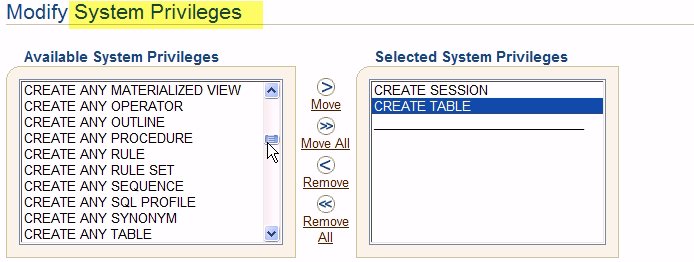 Modify System Privileges
Available System Privileges
CREATE ANY MATERIALIZED VIEW
CREATE ANY OPERATOR
CREATE ANY OUTLINE
CREATE ANY PROCEDURE
CREATE ANY RULE
CREATE ANY RULE SET
CREATE ANY SEQUENCE
CREATE ANY SQL PROFILE
CREATE ANY SYNONYM
CREATE ANY TABLE
Move
Move All
Remove
Remove
All
Selected System Privileges
CREATE SESSION
CREATE TABLE